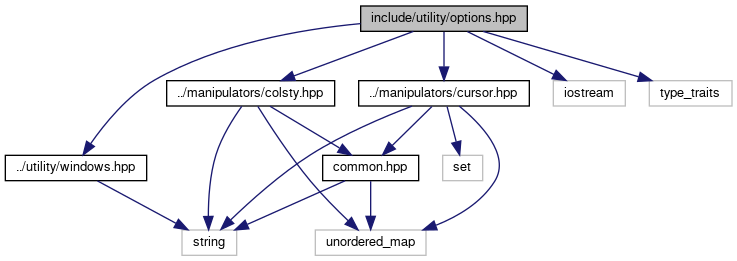 include/utility/options.hpp
../manipulators/colsty.hpp
../manipulators/cursor.hpp
iostream
type_traits
../utility/windows.hpp
common.hpp
set
string
unordered_map